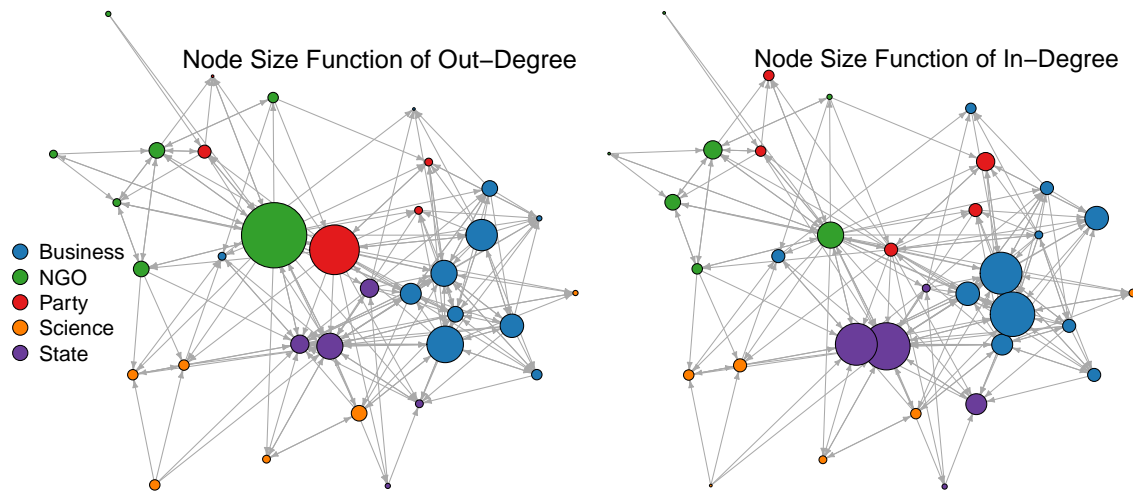 Node Size Function of Out−Degree
Node Size Function of In−Degree
Business
NGO
Party
Science
State